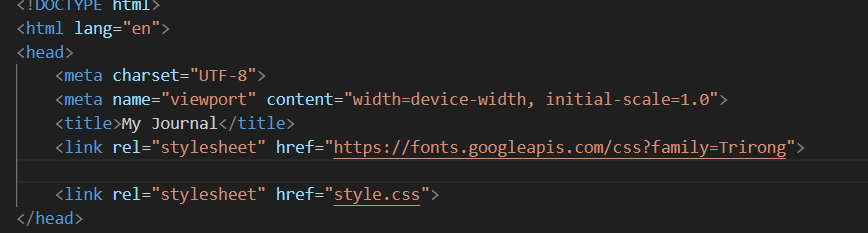 <!DOCTYPE html>
<html lang="en">
<head>
    <meta charset="UTF-8">
    <meta name="viewport" content="width=device-width, initial-scale=1.0">
    <title>My Journal</title>
    <link rel="stylesheet" href="https://fonts.googleapis.com/css?family=Trirong">
    <link rel="stylesheet" href="style.css">
</head>